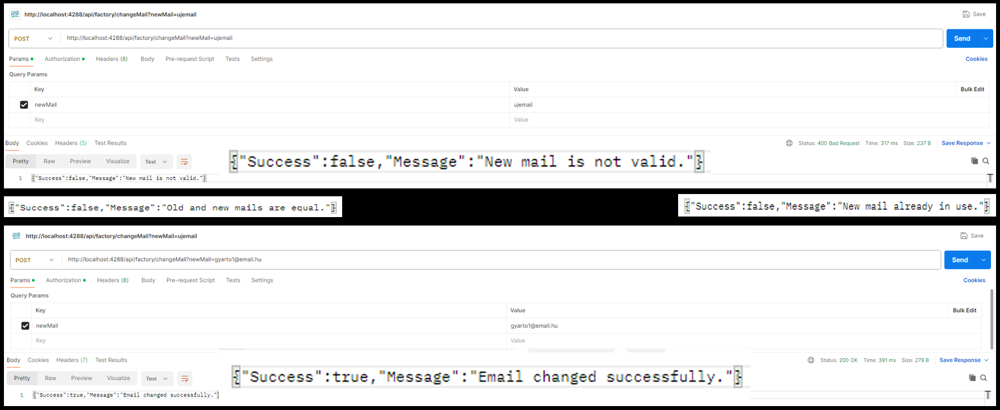 HTTP http://localhost:4288/api/factory/changeMail?newMail=ujemail Save
POST http://localhost:4288/api/factory/changeMail?newMail=ujemail Send
Params Authorization Headers (8) Body Pre-request Script Tests Settings Cookies
Query Params
Key Value Bulk Edit
newMail ujemail
Key Value
Body Cookies Headers (5) Test Results Status: 400 Bad Request Time: 317 ms Size: 237 B Save Response
Pretty Raw Preview Visualize Text
{"Success":false,"Message":"New mail is not valid."}
1 {"Success":false,"Message":"New mail is not valid."}
{"Success":false,"Message":"Old and new mails are equal."}
{"Success":false,"Message":"New mail already in use."}
HTTP http://localhost:4288/api/factory/changeMail?newMail=ujemail Save
POST http://localhost:4288/api/factory/changeMail?newMail=gyarto1@email.hu Send
Params Authorization Headers (8) Body Pre-request Script Tests Settings Cookies
Query Params
Key Value Bulk Edit
newMail gyarto1@email.hu
Key Value
Body Cookies Headers (7) Test Results Status: 200 OK Time: 391 ms Size: 279 B Save Response
Pretty Raw Preview Visualize Text
{"Success":true,"Message":"Email changed successfully."}
1 {"Success":true,"Message":"Email changed successfully."}